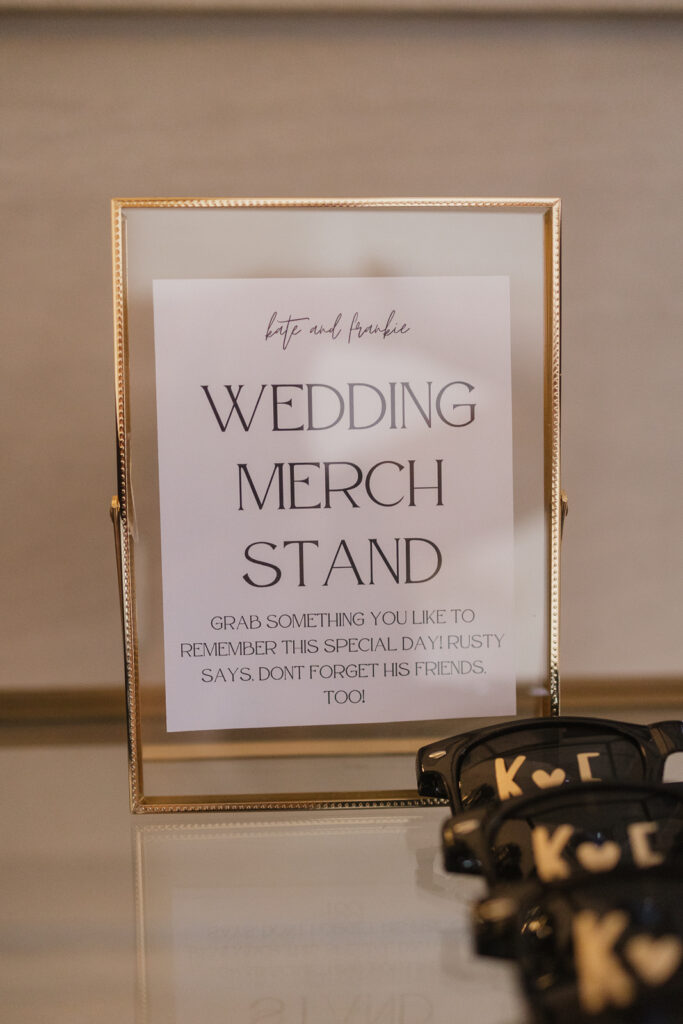 kate and frankie
WEDDING
MERCH
STAND
GRAB SOMETHING YOU LIKE TO
REMEMBER THIS SPECIAL DAY! RUSTY
SAYS, DONT FORGET HIS FRIENDS,
TOO!
K♥F
K♥F
K♥